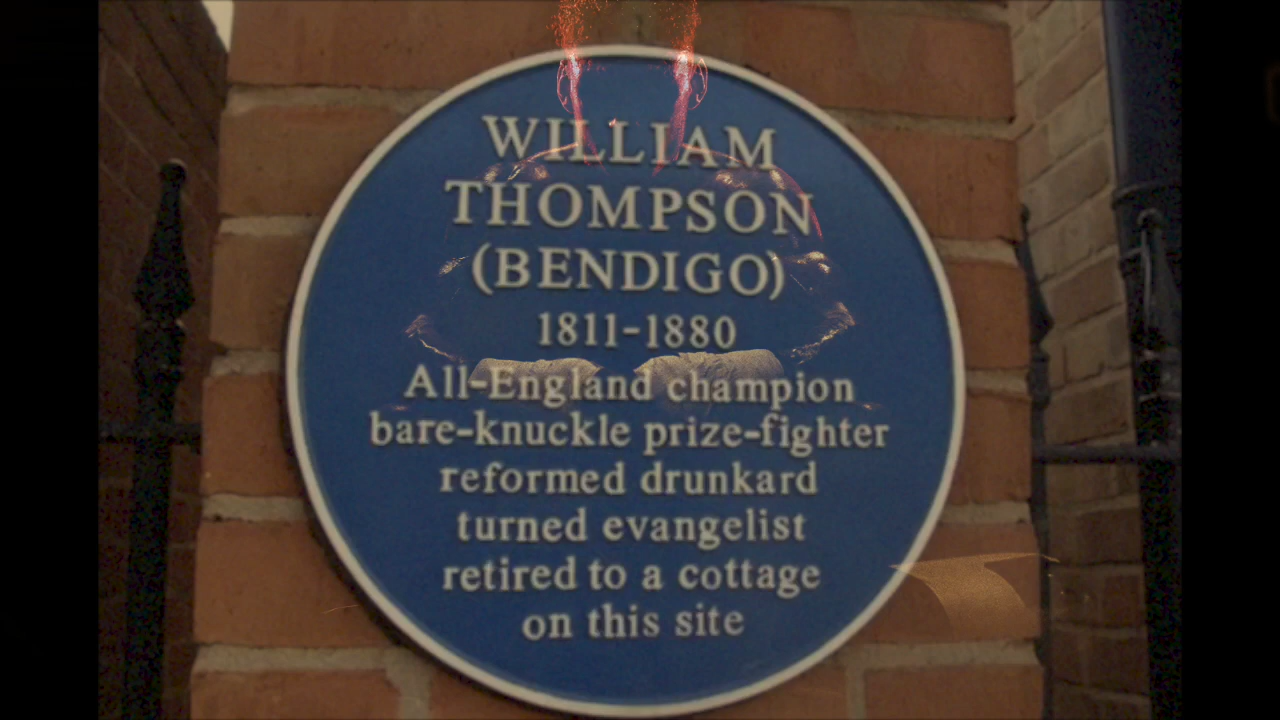 WILLIAM
THOMPSON
(BENDIGO)
1811-1880
All-England champion
bare-knuckle prize-fighter
reformed drunkard
turned evangelist
retired to a cottage
on this site